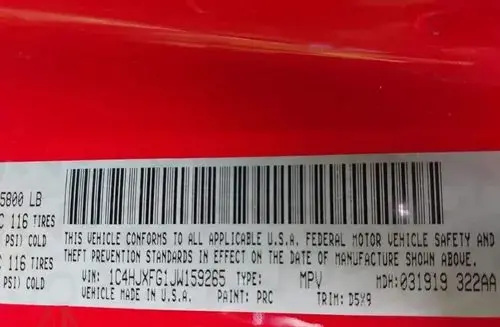 5800 LB
C 116 TIRES
PSI) COLD
C 116 TIRES
PSI) COLD
THIS VEHICLE CONFORMS TO ALL APPLICABLE U.S.A. FEDERAL MOTOR VEHICLE SAFETY AND
THEFT PREVENTION STANDARDS IN EFFECT ON THE DATE OF MANUFACTURE SHOWN ABOVE.
VIN: 1C4HJXFG1JW159265 TYPE: MPV MDH: 031919 322AA
VEHICLE MADE IN U.S.A. PAINT: PRC TRIM: D5X9